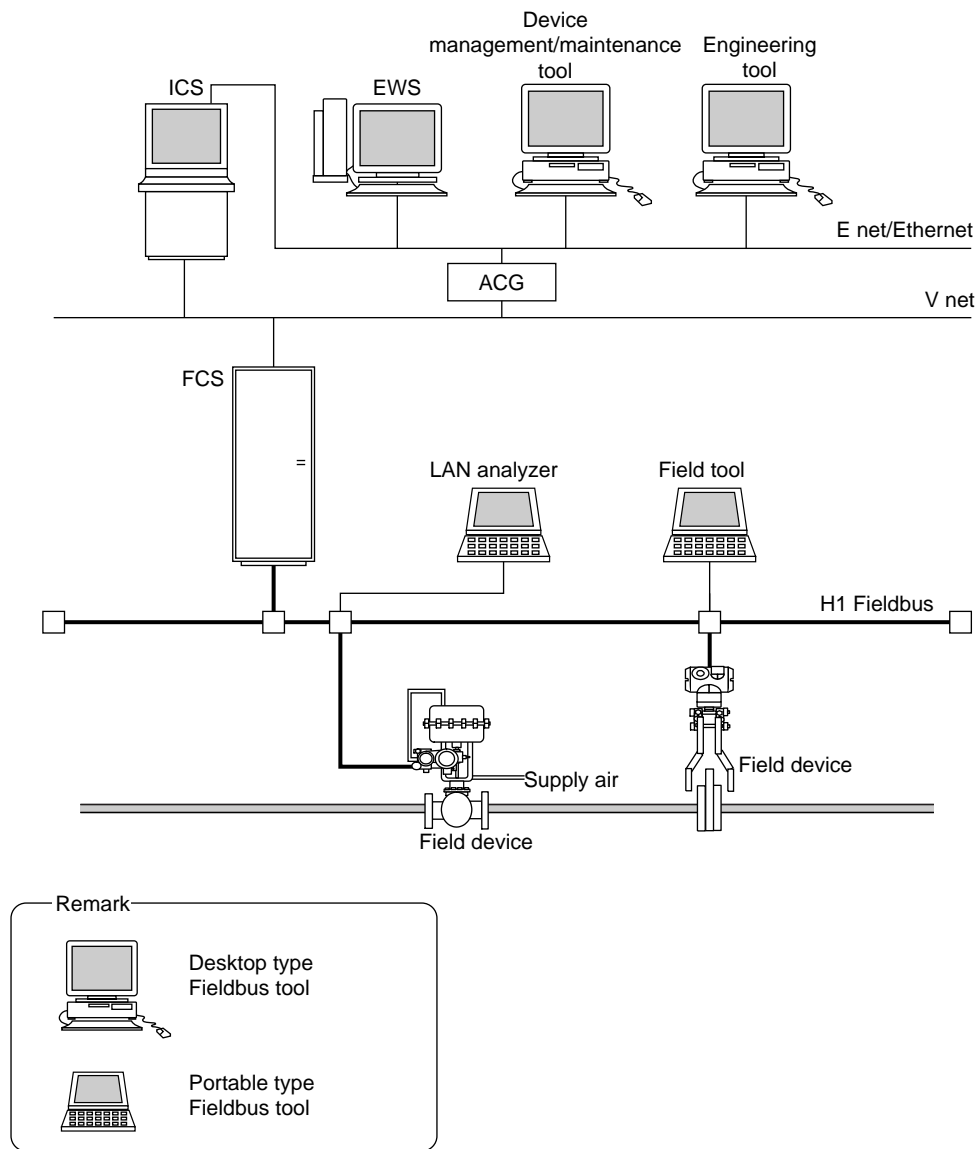 Device
management/maintenance
tool
Engineering
tool
ICS
EWS
E net/Ethernet
ACG
V net
FCS
LAN analyzer
Field tool
H1 Fieldbus
Field device
Supply air
Field device
Remark
Desktop type
Fieldbus tool
Portable type
Fieldbus tool